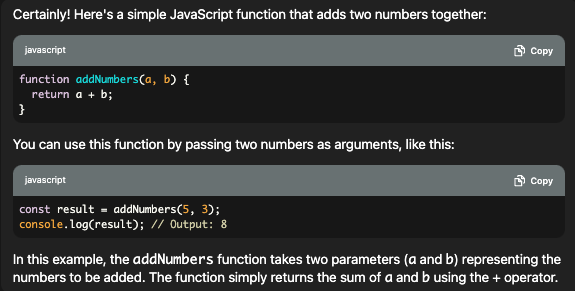 Certainly! Here's a simple JavaScript function that adds two numbers together:
javascript Copy
function addNumbers(a, b) {
  return a + b;
}
You can use this function by passing two numbers as arguments, like this:
javascript Copy
const result = addNumbers(5, 3);
console.log(result); // Output: 8
In this example, the addNumbers function takes two parameters (a and b) representing the
numbers to be added. The function simply returns the sum of a and b using the + operator.